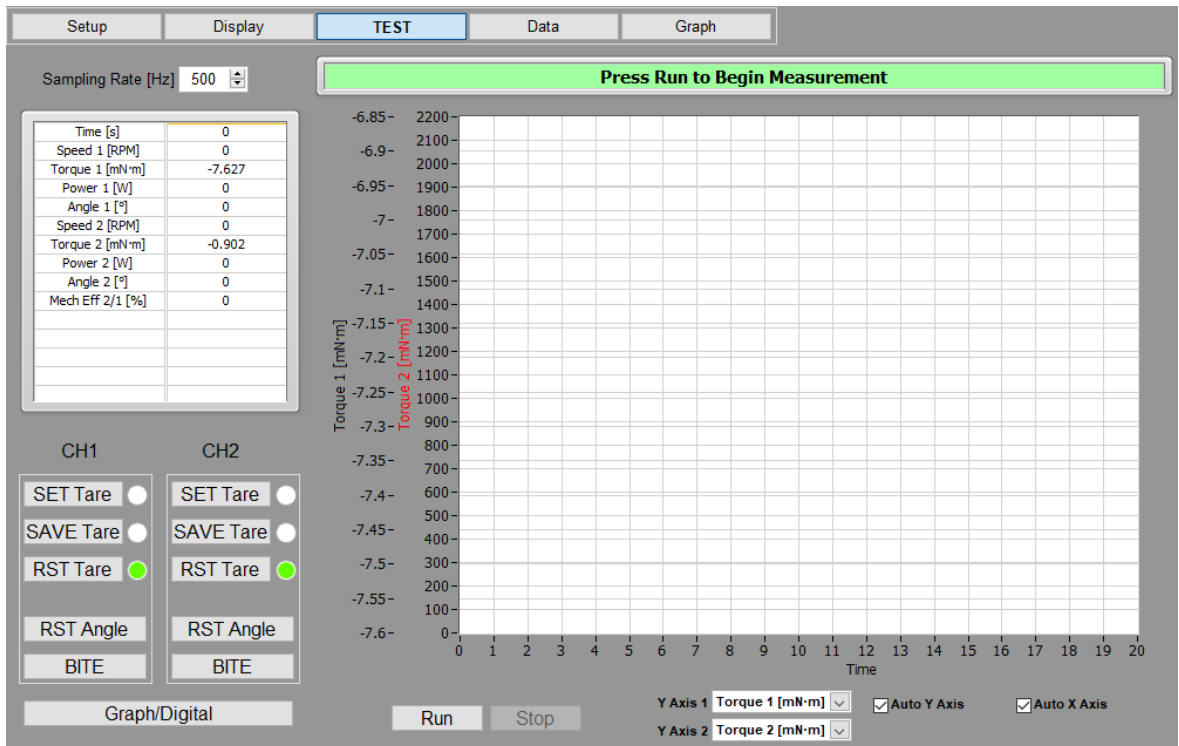 Setup Display TEST Data Graph
Sampling Rate [Hz] 500
Press Run to Begin Measurement
Time [s] 0
Speed 1 [RPM] 0
Torque 1 [mN·m] -7.627
Power 1 [W] 0
Angle 1 [°] 0
Speed 2 [RPM] 0
Torque 2 [mN·m] -0.902
Power 2 [W] 0
Angle 2 [°] 0
Mech Eff 2/1 [%] 0
CH1 CH2
SET Tare SET Tare
SAVE Tare SAVE Tare
RST Tare RST Tare
RST Angle RST Angle
BITE BITE
Graph/Digital
Torque 1 [mN·m]
-6.85
-6.9
-6.95
-7
-7.05
-7.1
-7.15
-7.2
-7.25
-7.3
-7.35
-7.4
-7.45
-7.5
-7.55
-7.6
Torque 2 [mN·m]
2200
2100
2000
1900
1800
1700
1600
1500
1400
1300
1200
1100
1000
900
800
700
600
500
400
300
200
100
0
0 1 2 3 4 5 6 7 8 9 10 11 12 13 14 15 16 17 18 19 20
Time
Run Stop
Y Axis 1 Torque 1 [mN·m] Auto Y Axis Auto X Axis
Y Axis 2 Torque 2 [mN·m]